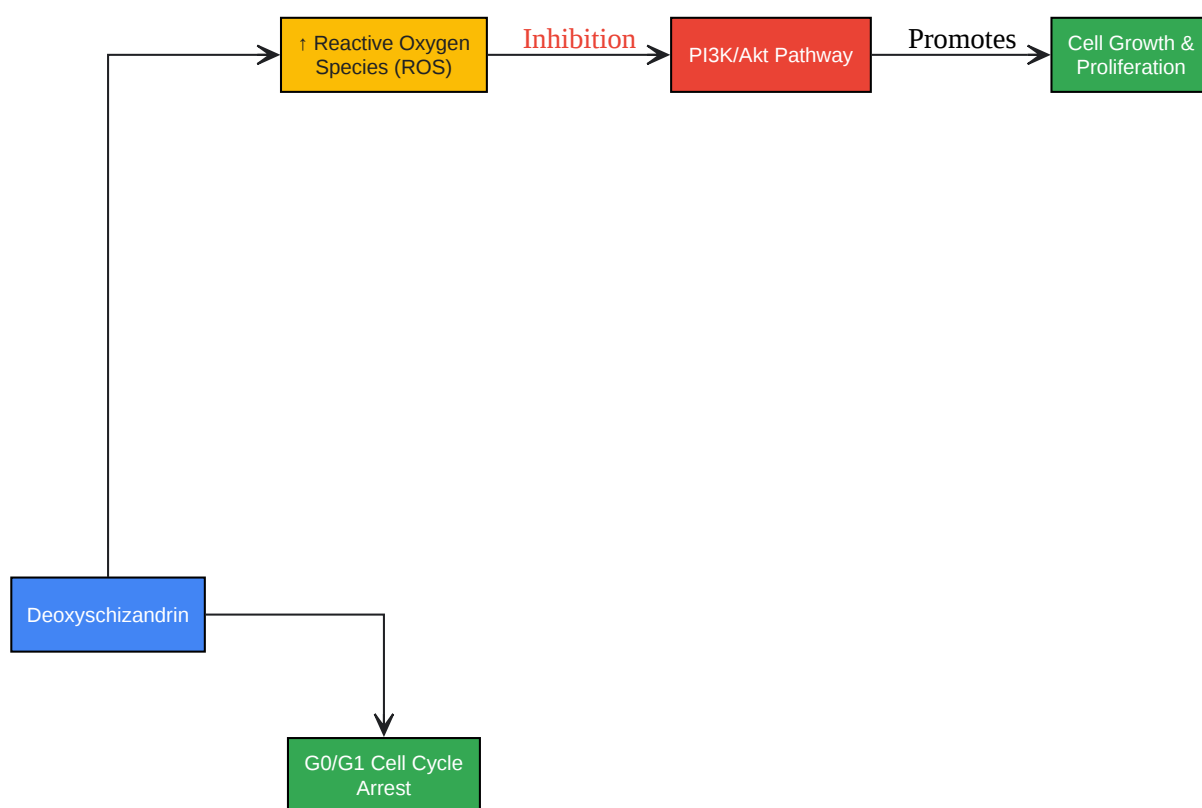 ↑ Reactive Oxygen
Species (ROS)
Inhibition
PI3K/Akt Pathway
Promotes
Cell Growth &
Proliferation
Deoxyschizandrin
G0/G1 Cell Cycle
Arrest